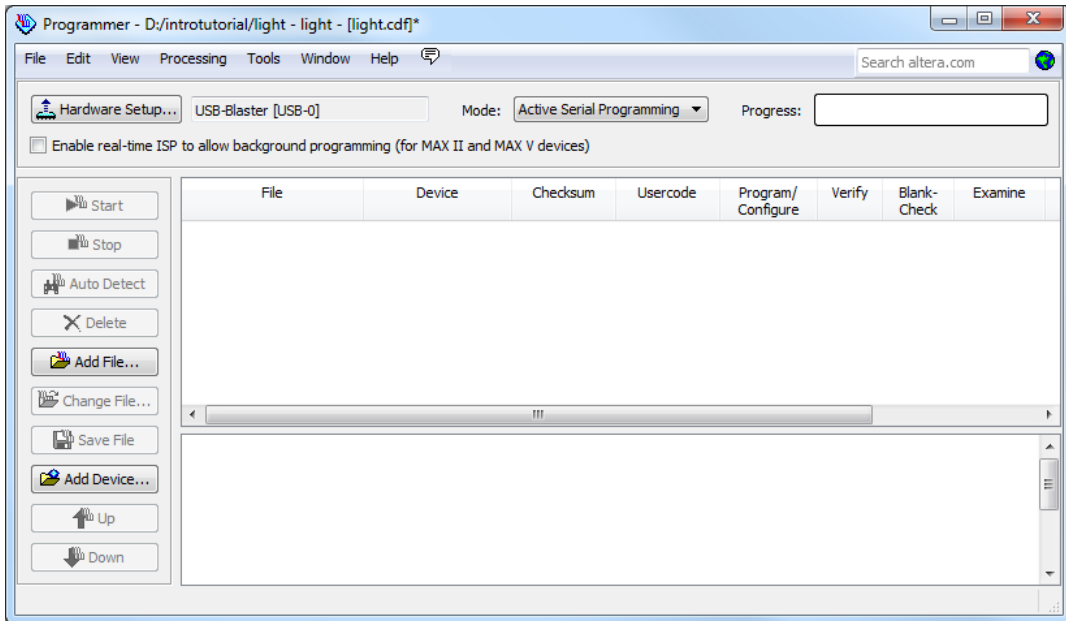 Programmer - D:/introtutorial/light - light - [light.cdf]*
File Edit View Processing Tools Window Help
Search altera.com
Hardware Setup... USB-Blaster [USB-0] Mode: Active Serial Programming Progress:
Enable real-time ISP to allow background programming (for MAX II and MAX V devices)
File Device Checksum Usercode Program/ Verify Blank- Examine
Configure Check
Start
Stop
Auto Detect
Delete
Add File...
Change File...
Save File
Add Device...
Up
Down